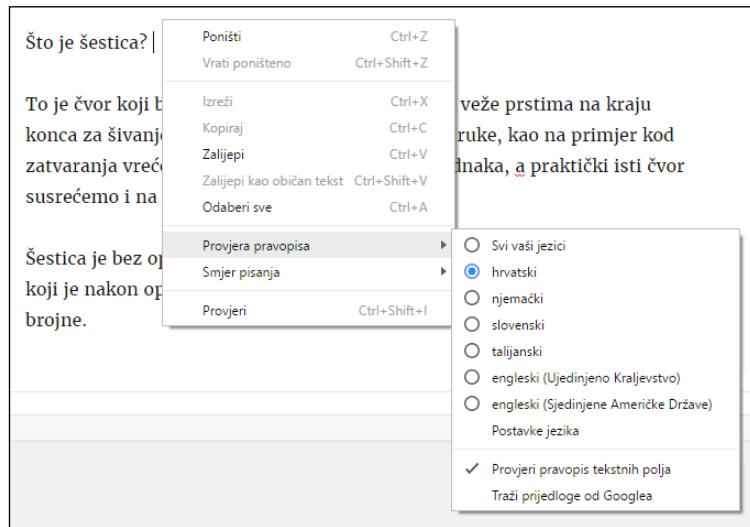 Što je šestica?
To je čvor koji b
veže prstima na kraju
konca za šivanj
ruke, kao na primjer kod
zatvaranja vreć
dnaka, a praktički isti čvor
susrećemo i na
Šestica je bez op
koji je nakon op
brojne.
Poništi Ctrl+Z
Vrati poništeno Ctrl+Shift+Z
Izreži Ctrl+X
Kopiraj Ctrl+C
Zalijepi Ctrl+V
Zalijepi kao običan tekst Ctrl+Shift+V
Odaberi sve Ctrl+A
Provjera pravopisa
Smjer pisanja
Provjeri Ctrl+Shift+I
Svi vaši jezici
hrvatski
njemački
slovenski
talijanski
engleski (Ujedinjeno Kraljevstvo)
engleski (Sjedinjene Američke Države)
Postavke jezika
Provjeri pravopis tekstnih polja
Traži prijedloge od Googlea